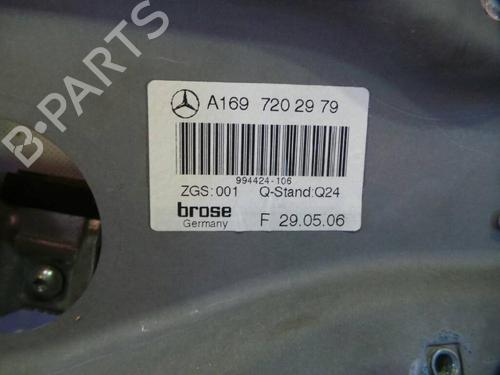 B-PARTS
A169 720 29 79
994424-106
ZGS:001 Q-Stand:Q24
brose F 29.05.06
Germany